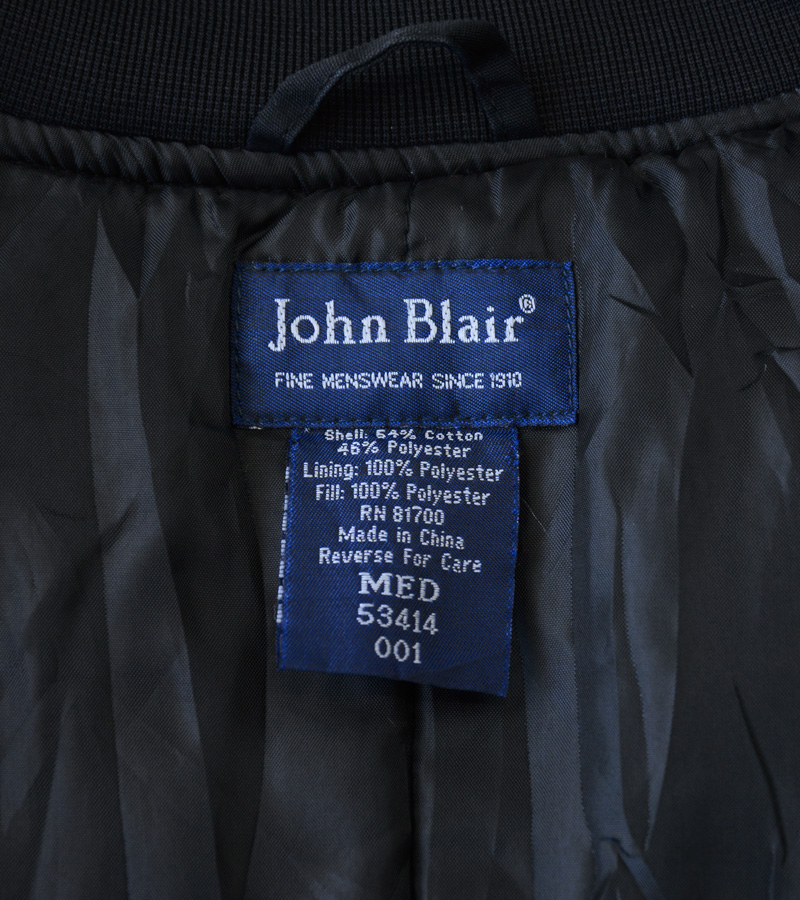 John Blair®
FINE MENSWEAR SINCE 1910
Shell: 54% Cotton
46% Polyester
Lining: 100% Polyester
Fill: 100% Polyester
RN 81700
Made in China
Reverse For Care
MED
53414
001